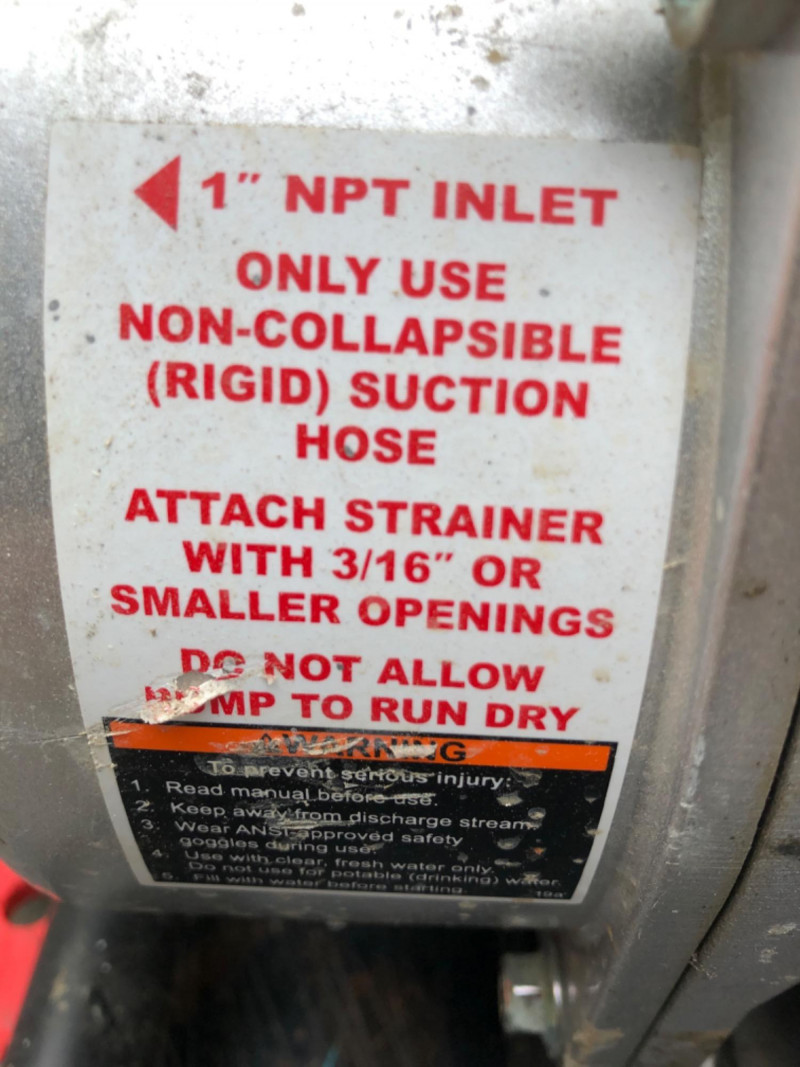 1" NPT INLET
ONLY USE
NON-COLLAPSIBLE
(RIGID) SUCTION
HOSE
ATTACH STRAINER
WITH 3/16" OR
SMALLER OPENINGS
DO NOT ALLOW
PUMP TO RUN DRY
WARNING
To prevent serious injury:
1. Read manual before use.
2. Keep away from discharge stream.
3. Wear ANSI-approved safety
goggles during use.
4. Use with clear, fresh water only.
Do not use for potable (drinking) water.
5. Fill with water before starting.